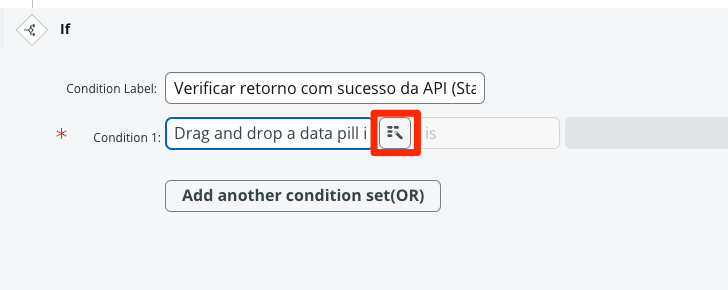 If
Condition Label: Verificar retorno com sucesso da API (Sta
* Condition 1: Drag and drop a data pill i is
Add another condition set(OR)